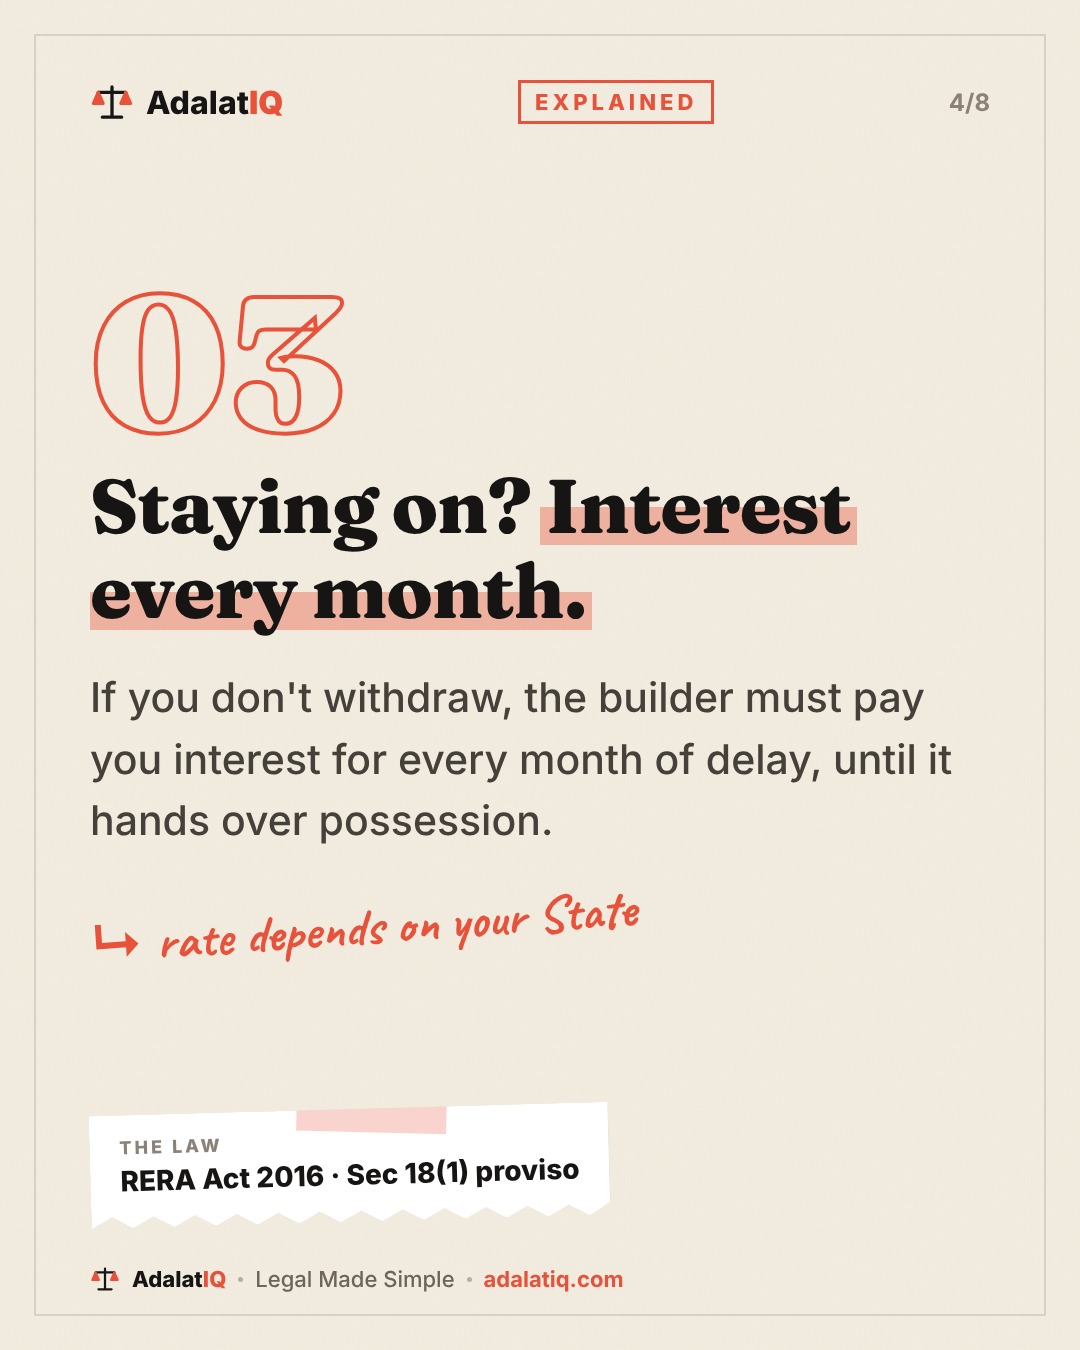 AdalatIQ
EXPLAINED
4/8
03
Staying on? Interest
every month.
If you don't withdraw, the builder must pay
you interest for every month of delay, until it
hands over possession.
↳ rate depends on your State
THE LAW
RERA Act 2016 · Sec 18(1) proviso
AdalatIQ • Legal Made Simple • adalatiq.com